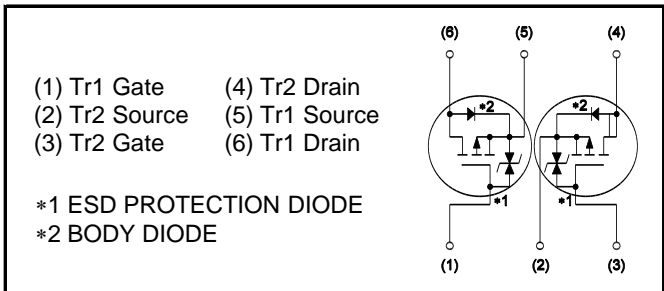 (1) Tr1 Gate (4) Tr2 Drain
(2) Tr2 Source (5) Tr1 Source
(3) Tr2 Gate (6) Tr1 Drain
∗1 ESD PROTECTION DIODE
∗2 BODY DIODE
(6) (5) (4)
∗2 ∗2
∗1 ∗1
(1) (2) (3)